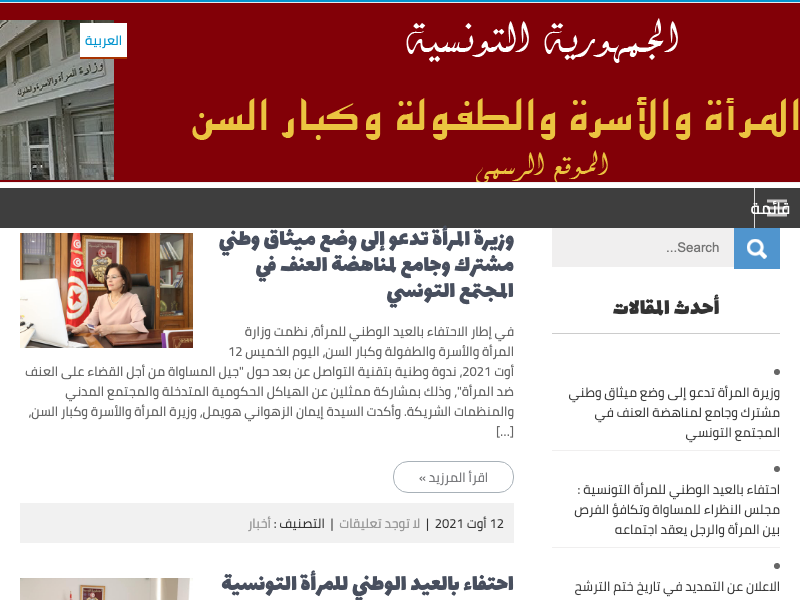 الجمهورية التونسية
العربية
وزارة المرأة والأسرة والطفولة
المرأة والأسرة والطفولة وكبار السن
الموقع الرسمي
قائمة
Search...
أحدث المقالات
وزيرة المرأة تدعو إلى وضع ميثاق وطني
مشترك وجامع لمناهضة العنف في
المجتمع التونسي
احتفاء بالعيد الوطني للمرأة التونسية :
مجلس النظراء للمساواة وتكافؤ الفرص
بين المرأة والرجل يعقد اجتماعه
الاعلان عن التمديد في تاريخ ختم الترشح
وزيرة المرأة تدعو إلى وضع ميثاق وطني
مشترك وجامع لمناهضة العنف في
المجتمع التونسي
في إطار الاحتفاء بالعيد الوطني للمرأة، نظمت وزارة
المرأة والأسرة والطفولة وكبار السن، اليوم الخميس 12
أوت 2021، ندوة وطنية بتقنية التواصل عن بعد حول "جيل المساواة من أجل القضاء على العنف
ضد المرأة"، وذلك بمشاركة ممثلين عن الهياكل الحكومية المتدخلة والمجتمع المدني
والمنظمات الشريكة. وأكدت السيدة إيمان الزهواني هويمل، وزيرة المرأة والآسرة وكبار السن،
[...]
اقرأ المزيد »
12 أوت 2021 | لا توجد تعليقات | التصنيف : أخبار
احتفاء بالعيد الوطني للمرأة التونسية